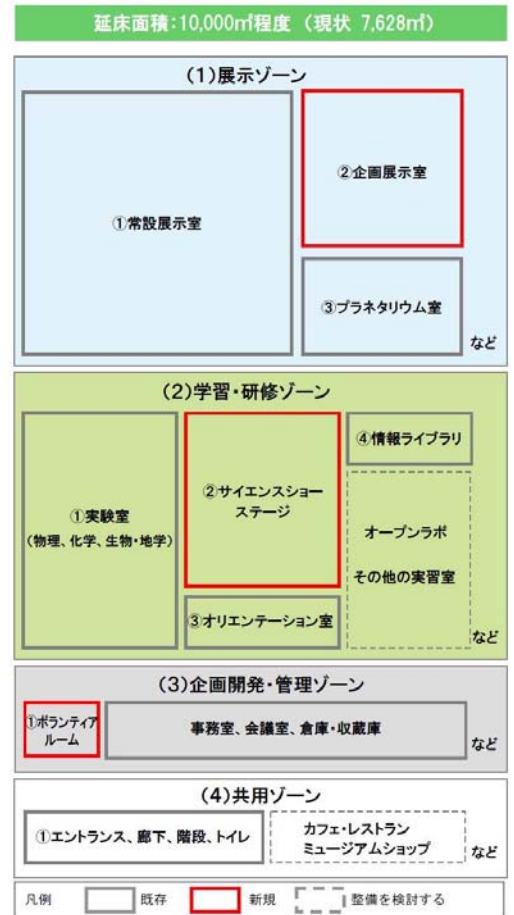 延床面積:10,000㎡程度 (現状 7,628㎡)
(1)展示ゾーン
①常設展示室
②企画展示室
③プラネタリウム室
など
(2)学習・研修ゾーン
①実験室
(物理、化学、生物・地学)
②サイエンスショー
ステージ
③オリエンテーション室
④情報ライブラリ
オープンラボ
その他の実習室
など
(3)企画開発・管理ゾーン
①ボランティア
ルーム
事務室、会議室、倉庫・収蔵庫
など
(4)共用ゾーン
①エントランス、廊下、階段、トイレ
カフェ・レストラン
ミュージアムショップ
など
凡例 既存 新規 整備を検討する